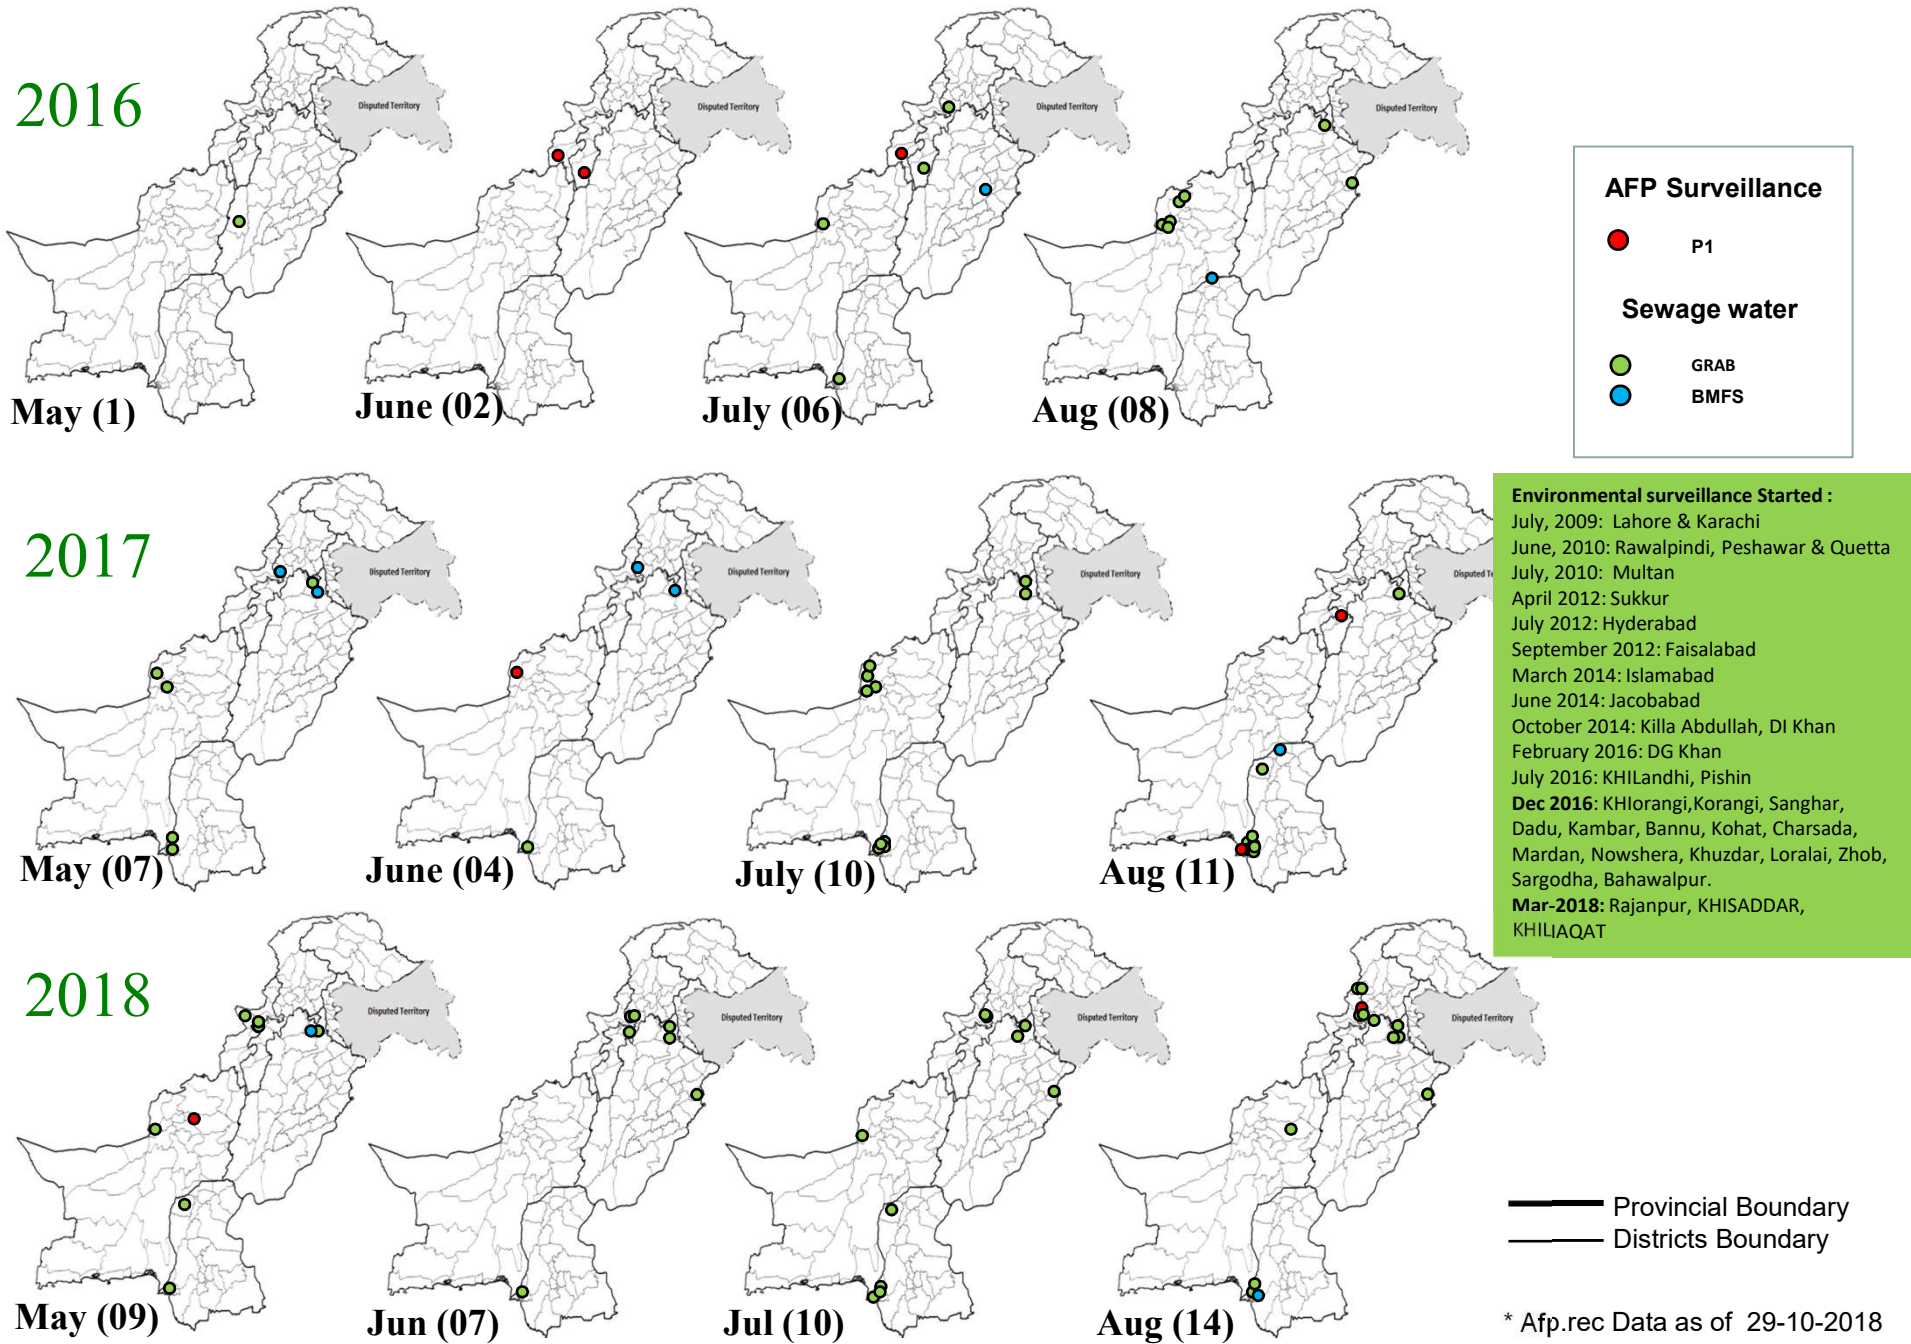 2016
Disputed Territory
Disputed Territory
Disputed Territory
Disputed Territory
May (1)
June (02)
July (06)
Aug (08)
AFP Surveillance
P1
Sewage water
GRAB
BMFS
2017
Disputed Territory
Disputed Territory
Disputed Territory
Disputed Te
May (07)
June (04)
July (10)
Aug (11)
Environmental surveillance Started :
July, 2009: Lahore & Karachi
June, 2010: Rawalpindi, Peshawar & Quetta
July, 2010: Multan
April 2012: Sukkur
July 2012: Hyderabad
September 2012: Faisalabad
March 2014: Islamabad
June 2014: Jacobabad
October 2014: Killa Abdullah, DI Khan
February 2016: DG Khan
July 2016: KHILandhi, Pishin
Dec 2016: KHIorangi,Korangi, Sanghar,
Dadu, Kambar, Bannu, Kohat, Charsada,
Mardan, Nowshera, Khuzdar, Loralai, Zhob,
Sargodha, Bahawalpur.
Mar-2018: Rajanpur, KHISADDAR,
KHILIAQAT
2018
Disputed Territory
Disputed Territory
Disputed Territory
Disputed Territory
May (09)
Jun (07)
Jul (10)
Aug (14)
Provincial Boundary
Districts Boundary
* Afp.rec Data as of 29-10-2018